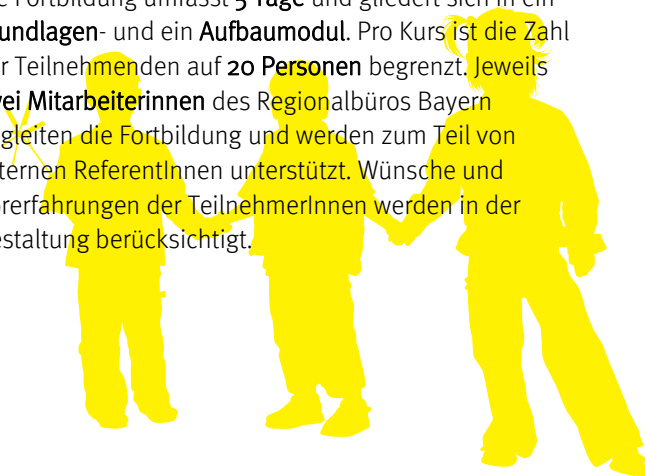 Fortbildung umfasst 5 Tage und gliedert sich in ein
undlagen- und ein Aufbaumodul. Pro Kurs ist die Zahl
r Teilnehmenden auf 20 Personen begrenzt. Jeweils
ei Mitarbeiterinnen des Regionalbüros Bayern
gleiten die Fortbildung und werden zum Teil von
ternen ReferentInnen unterstützt. Wünsche und
rerfahrungen der TeilnehmerInnen werden in der
estaltung berücksichtigt.